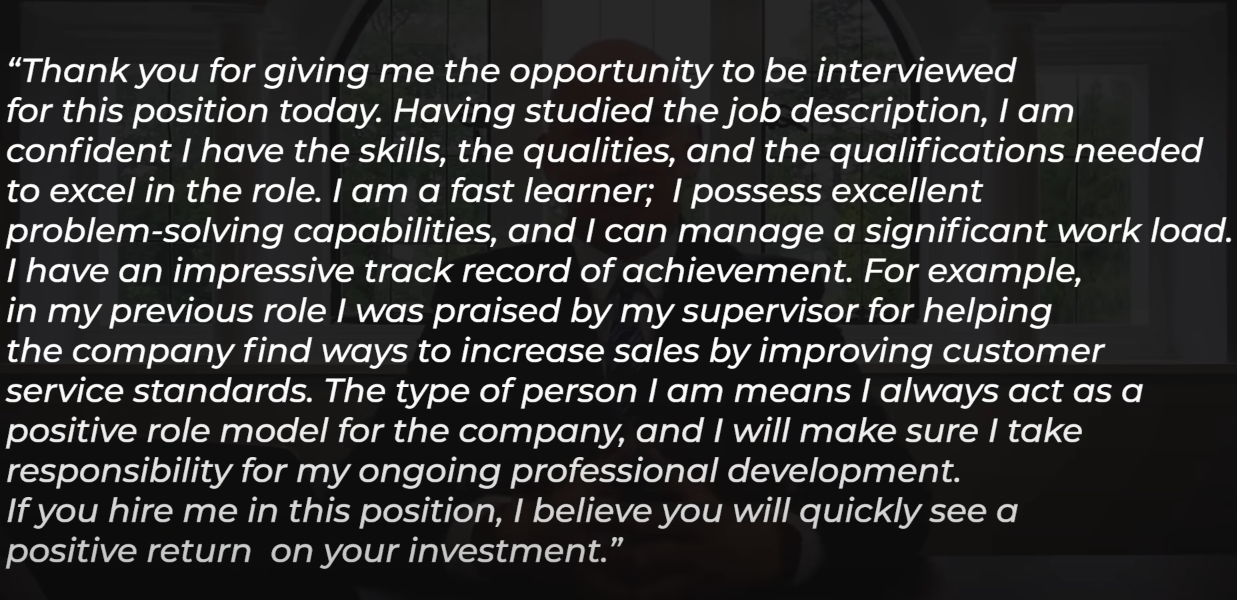 “Thank you for giving me the opportunity to be interviewed
for this position today. Having studied the job description, I am
confident I have the skills, the qualities, and the qualifications needed
to excel in the role. I am a fast learner;  I possess excellent
problem-solving capabilities, and I can manage a significant work load.
I have an impressive track record of achievement. For example,
in my previous role I was praised by my supervisor for helping
the company find ways to increase sales by improving customer
service standards. The type of person I am means I always act as a
positive role model for the company, and I will make sure I take
responsibility for my ongoing professional development.
If you hire me in this position, I believe you will quickly see a
positive return  on your investment.”